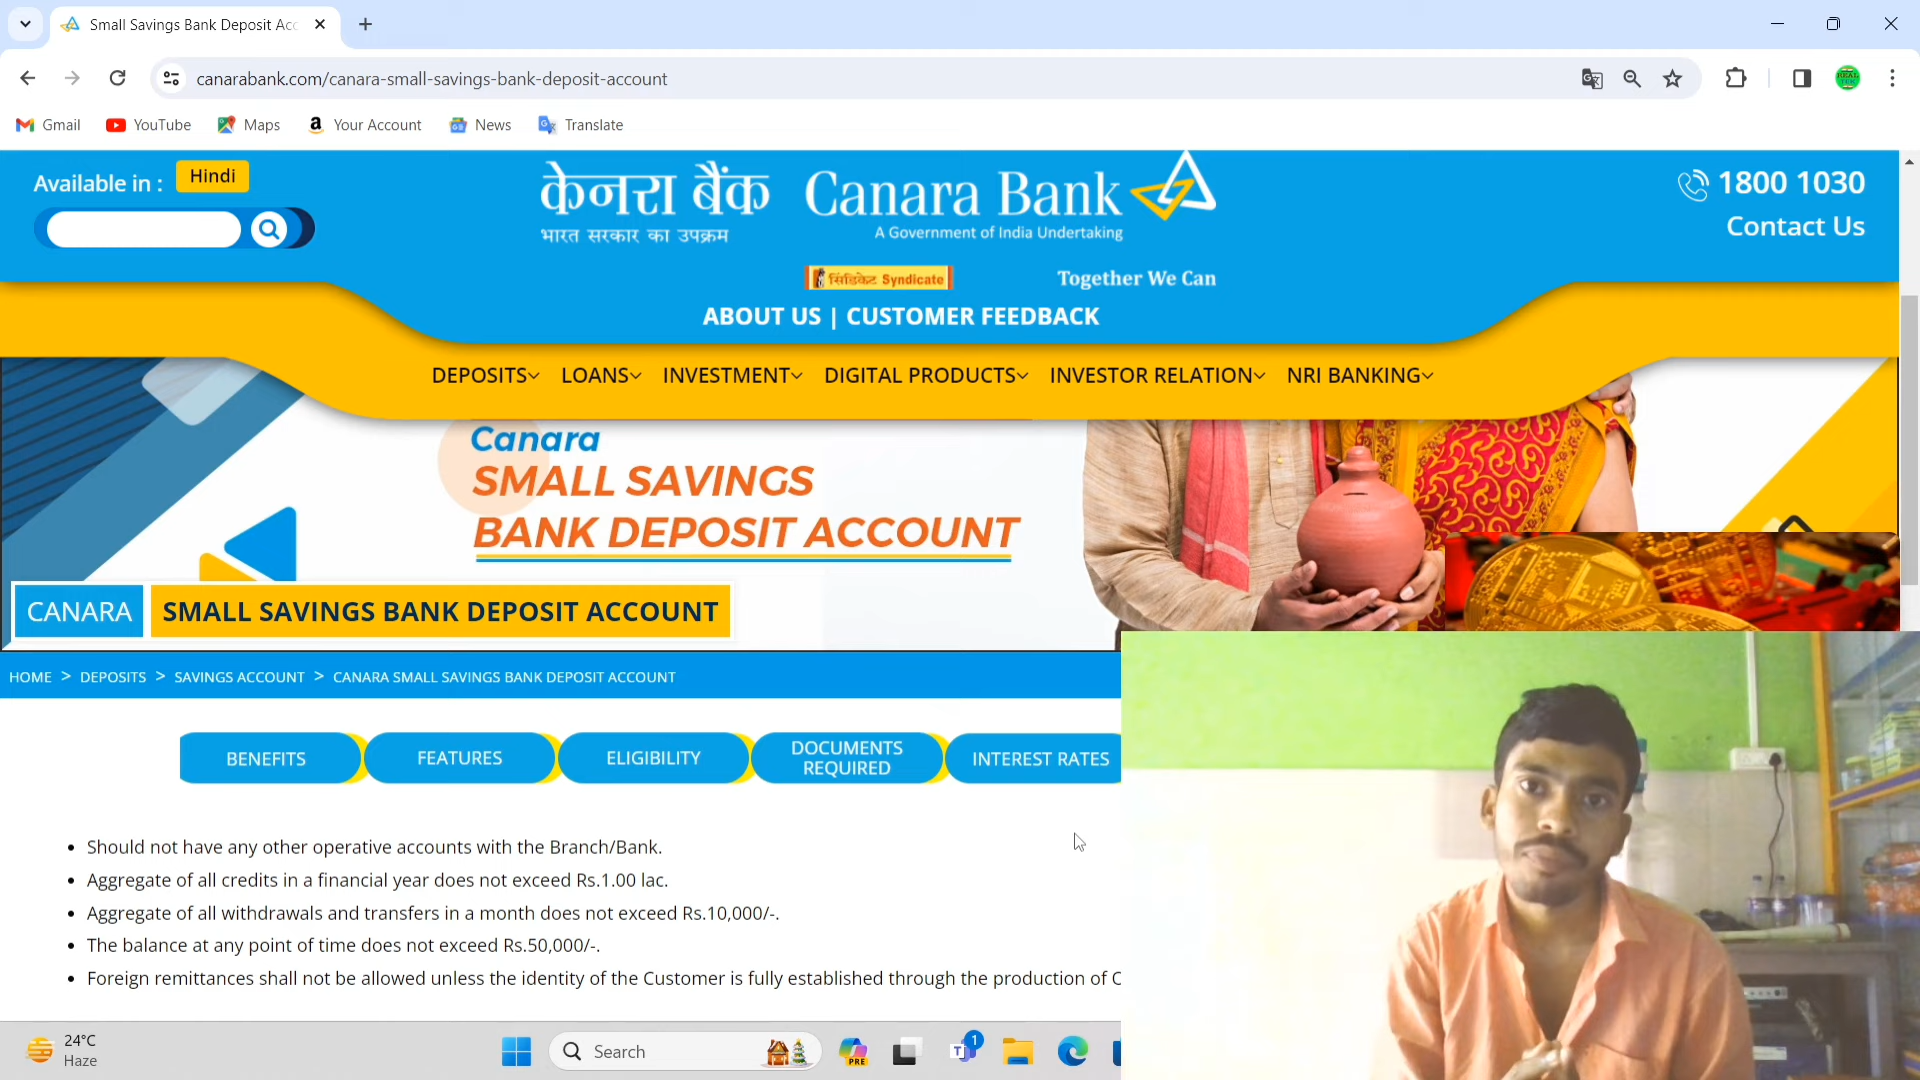 Small Savings Bank Deposit Acc
canarabank.com/canara-small-savings-bank-deposit-account
Gmail
YouTube
Maps
Your Account
News
Translate
Available in :
Hindi
केनरा बैंक
भारत सरकार का उपक्रम
Canara Bank
A Government of India Undertaking
सिंडिकेट Syndicate
Together We Can
1800 1030
Contact Us
ABOUT US | CUSTOMER FEEDBACK
DEPOSITS LOANS INVESTMENT DIGITAL PRODUCTS INVESTOR RELATION NRI BANKING
Canara
SMALL SAVINGS
BANK DEPOSIT ACCOUNT
CANARA SMALL SAVINGS BANK DEPOSIT ACCOUNT
HOME > DEPOSITS > SAVINGS ACCOUNT > CANARA SMALL SAVINGS BANK DEPOSIT ACCOUNT
BENEFITS
FEATURES
ELIGIBILITY
DOCUMENTS
REQUIRED
INTEREST RATES
• Should not have any other operative accounts with the Branch/Bank.
• Aggregate of all credits in a financial year does not exceed Rs.1.00 lac.
• Aggregate of all withdrawals and transfers in a month does not exceed Rs.10,000/-.
• The balance at any point of time does not exceed Rs.50,000/-.
• Foreign remittances shall not be allowed unless the identity of the Customer is fully established through the production of
24°C
Haze
Search
PRE
1